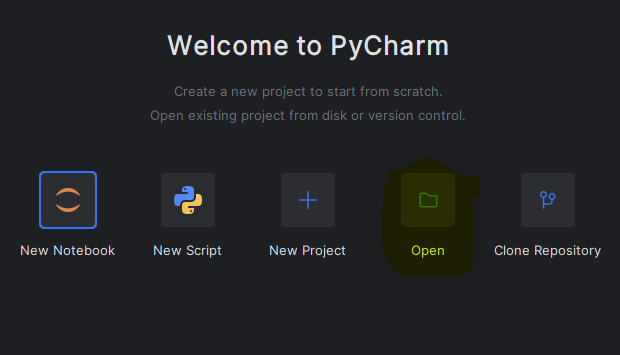 Welcome to PyCharm
Create a new project to start from scratch.
Open existing project from disk or version control.
New Notebook
New Script
New Project
Open
Clone Repository